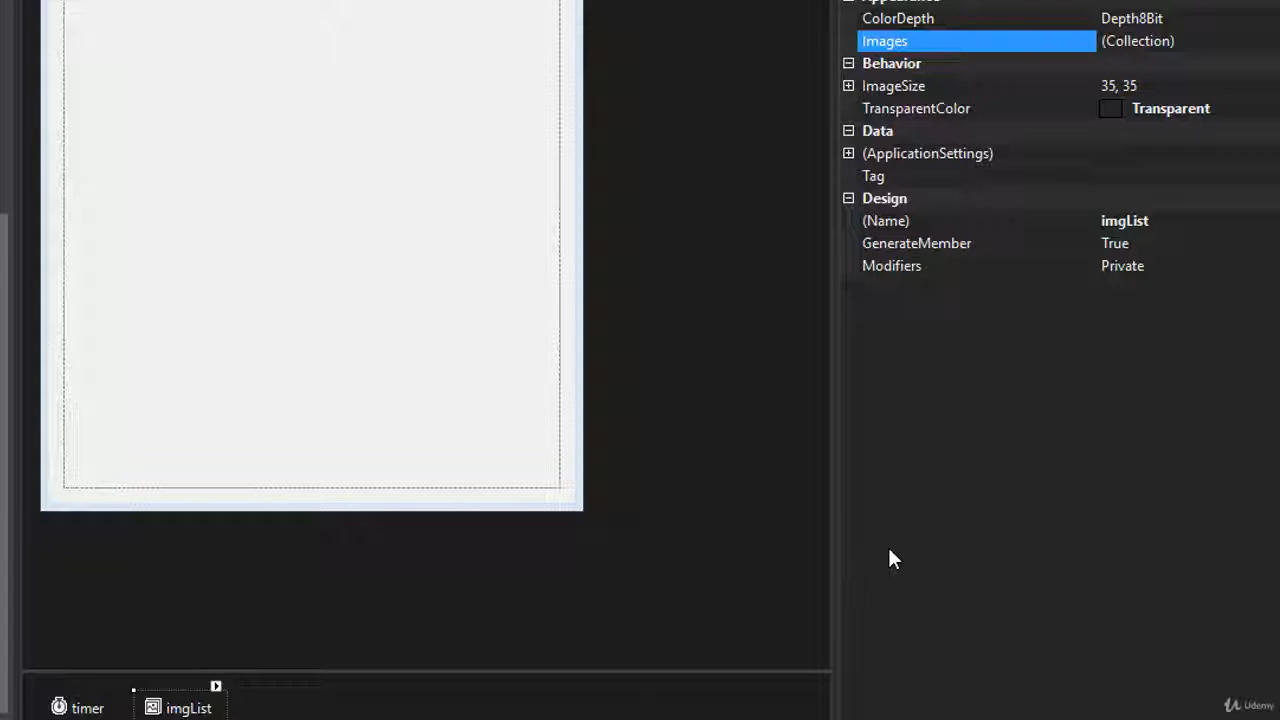 ColorDepth Depth8Bit
Images (Collection)
Behavior
ImageSize 35, 35
TransparentColor Transparent
Data
(ApplicationSettings)
Tag
Design
(Name) imgList
GenerateMember True
Modifiers Private
timer imgList
Udemy